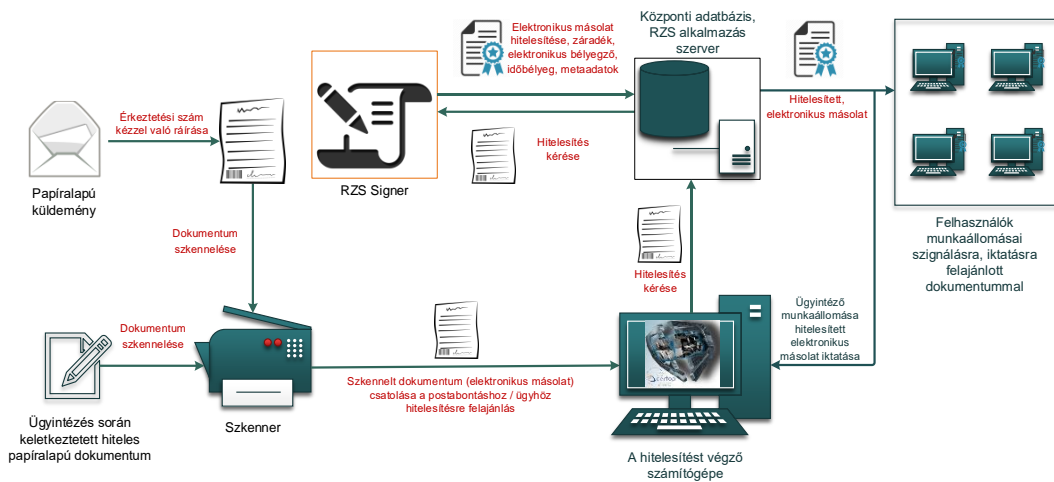 Elektronikus másolat
hitelesítése, záradék,
elektronikus bélyegző,
időbélyeg, metaadatok
Központi adatbázis,
RZS alkalmazás
szerver
Érkeztetési szám
kézzel való ráírása
Hitelesített,
elektronikus másolat
Hitelesítés
kérése
Papíralapú
küldemény
RZS Signer
Felhasználók
munkaállomásai
szignálásra, iktatásra
felajánlott
dokumentummal
Dokumentum
szkennelése
Hitelesítés
kérése
Ügyintéző
munkaállomása
hitelesített
elektronikus
másolat iktatása
Dokumentum
szkennelése
Szkennelt dokumentum (elektronikus másolat)
csatolása a postabontáshoz / ügyhöz
hitelesítésre felajánlás
Ügyintézés során
keletkeztetett hiteles
papíralapú dokumentum
Szkenner
A hitelesítést végző
számítógépe